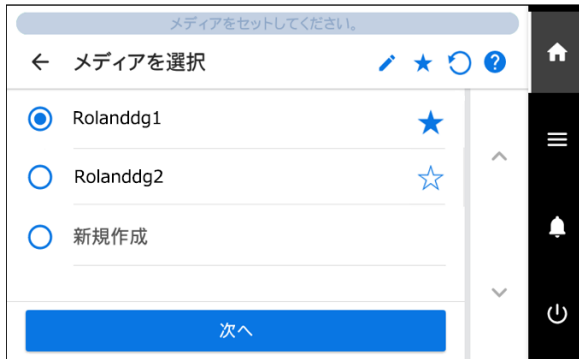 メディアをセットしてください。
メディアを選択
Rolanddg1
Rolanddg2
新規作成
次へ